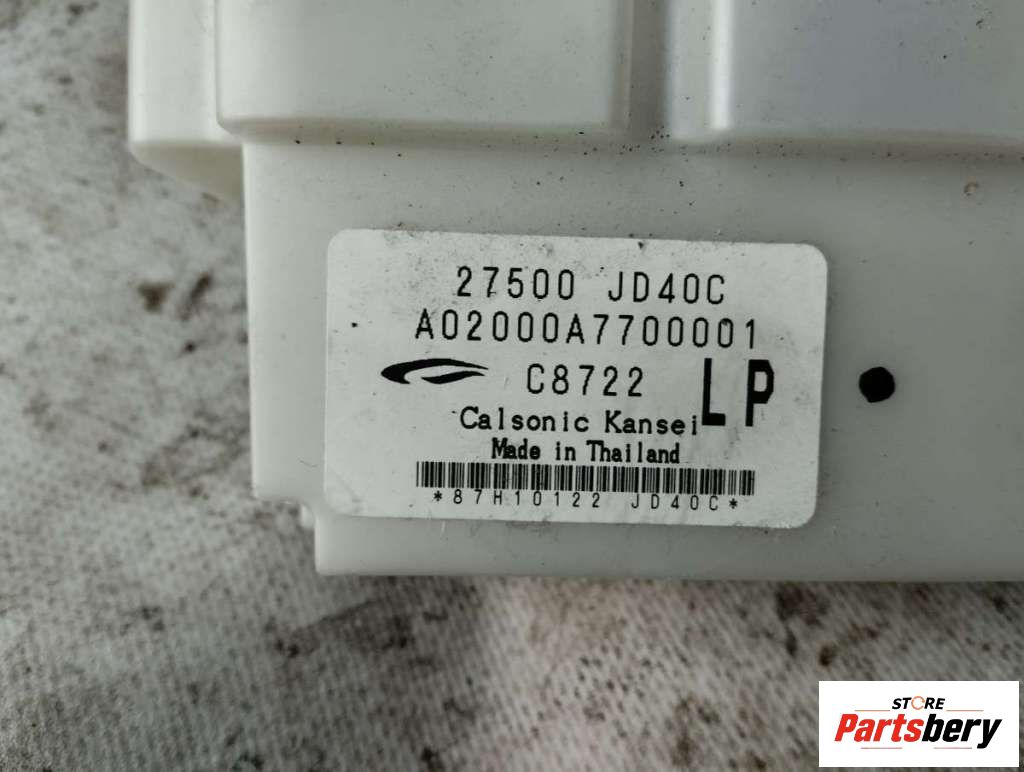 27500 JD40C
A02000A7700001
C8722 LP
Calsonic Kansei
Made in Thailand
*87H10122 JD40C*
STORE
Partsbery